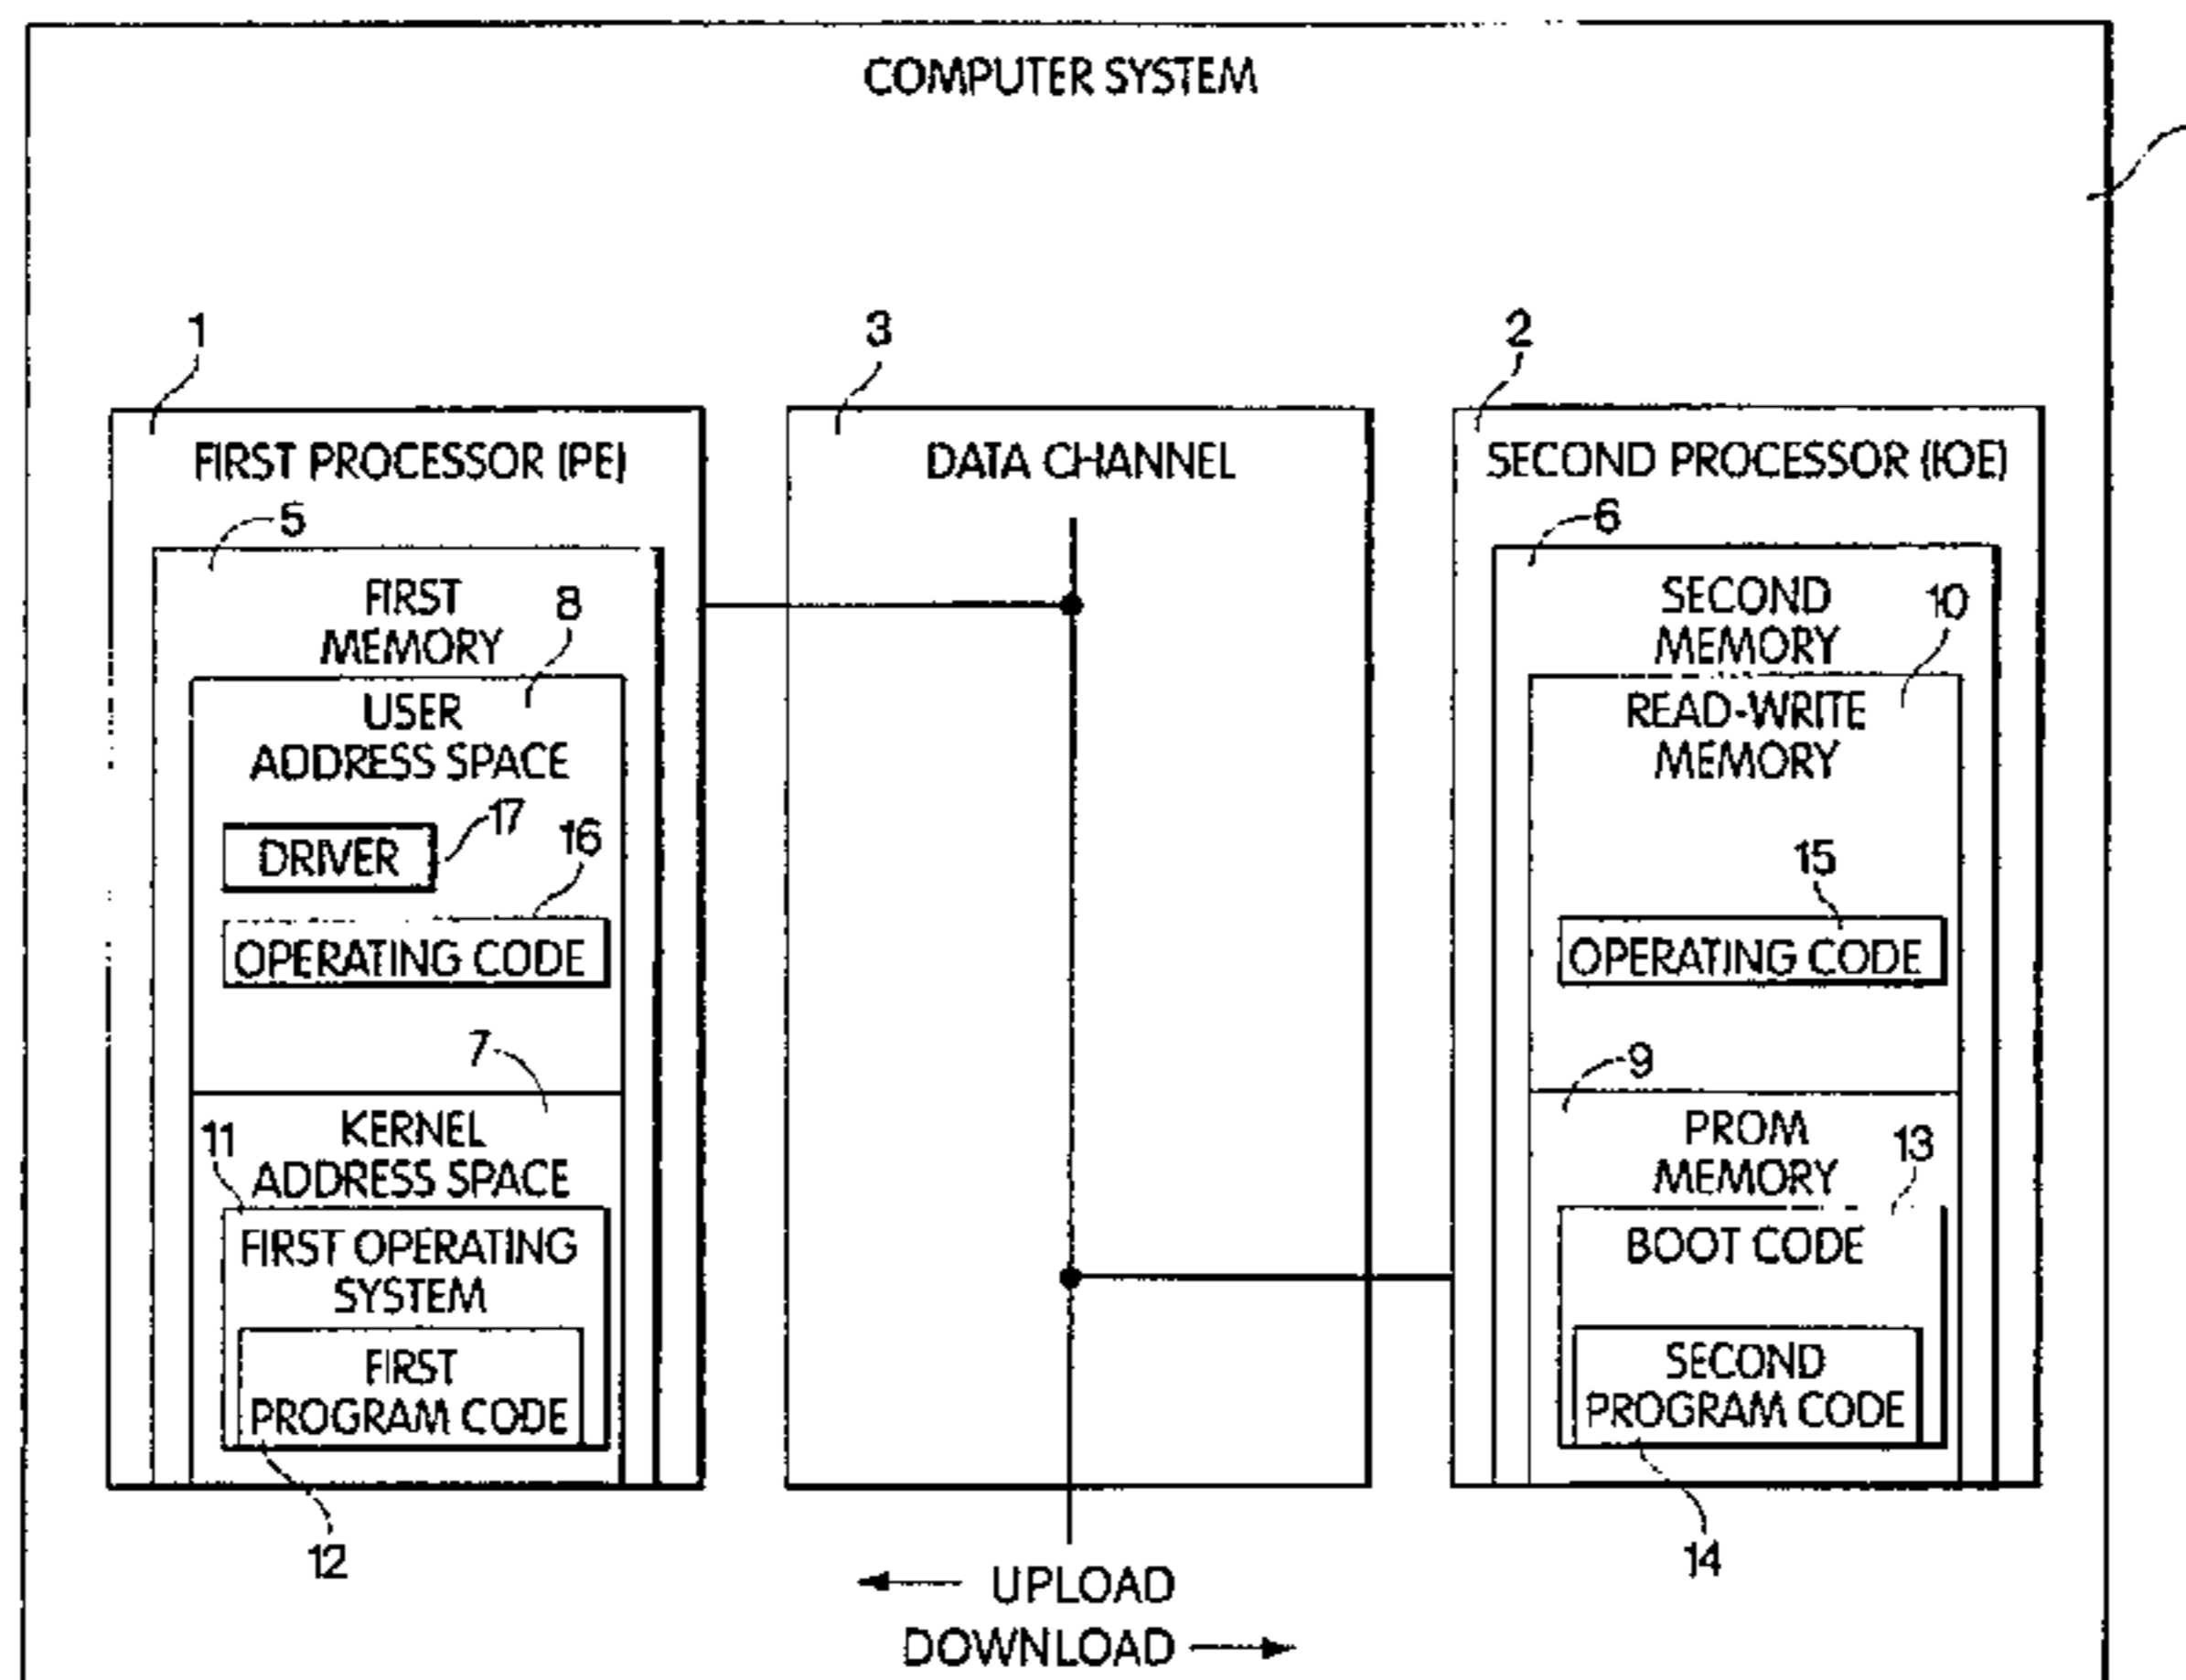 COMPUTER SYSTEM
1
FIRST PROCESSOR (PE)
5
FIRST
MEMORY
8
USER
ADDRESS SPACE
DRIVER
17
16
OPERATING CODE
7
KERNEL
ADDRESS SPACE
11
FIRST OPERATING
SYSTEM
FIRST
PROGRAM CODE
12
3
DATA CHANNEL
UPLOAD
DOWNLOAD
2
SECOND PROCESSOR (IOE)
6
SECOND
MEMORY
10
READ-WRITE
MEMORY
15
OPERATING CODE
9
PROM
MEMORY
13
BOOT CODE
SECOND
PROGRAM CODE
14